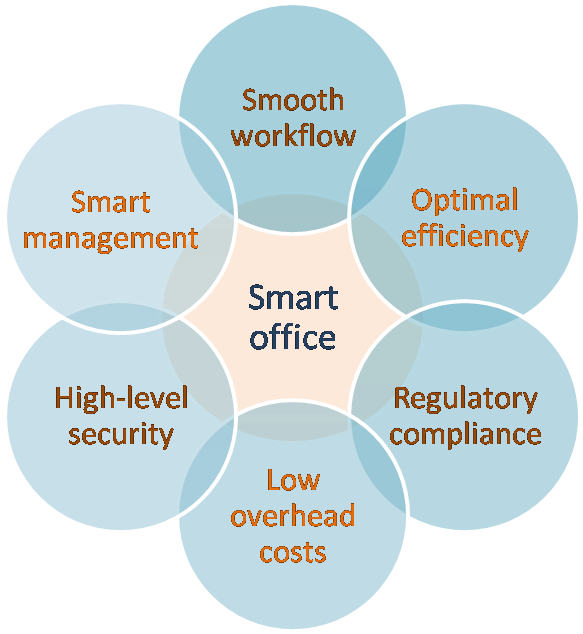 Smooth
workflow
Optimal
efficiency
Regulatory
compliance
Low
overhead
costs
High-level
security
Smart
management
Smart
office